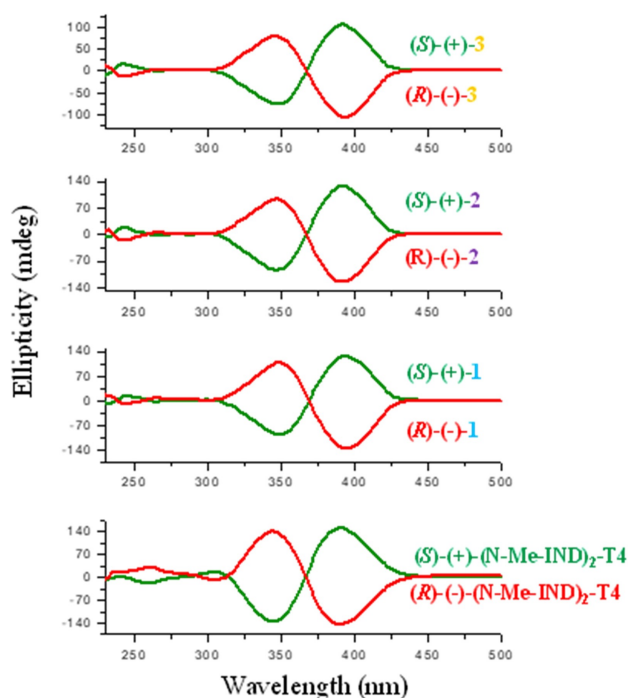 100
50
0
-50
-100
(S)-(+)-3
(R)-(-)-3
250 300 350 400 450 500
140
70
0
-70
-140
(S)-(+)-2
(R)-(-)-2
250 300 350 400 450 500
140
70
0
-70
-140
(S)-(+)-1
(R)-(-)-1
250 300 350 400 450 500
140
70
0
-70
-140
(S)-(+)-(N-Me-IND)2-T4
(R)-(-)-(N-Me-IND)2-T4
250 300 350 400 450 500
Ellipticity (mdeg)
Wavelength (nm)